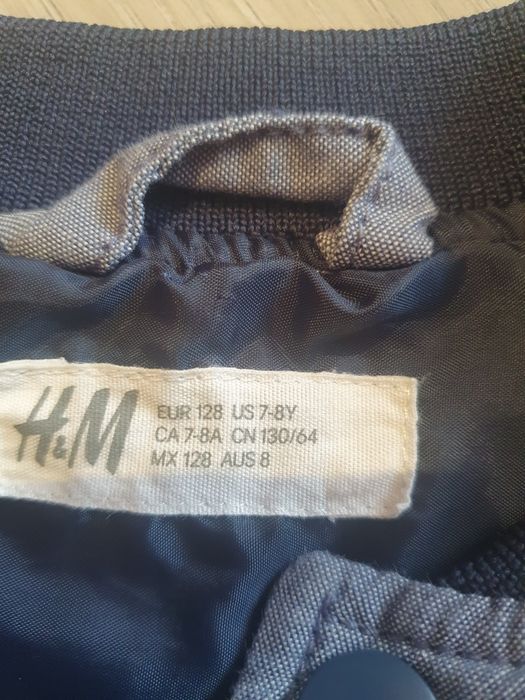 H&M
EUR 128 US 7-8Y
CA 7-8A CN 130/64
MX 128 AUS 8